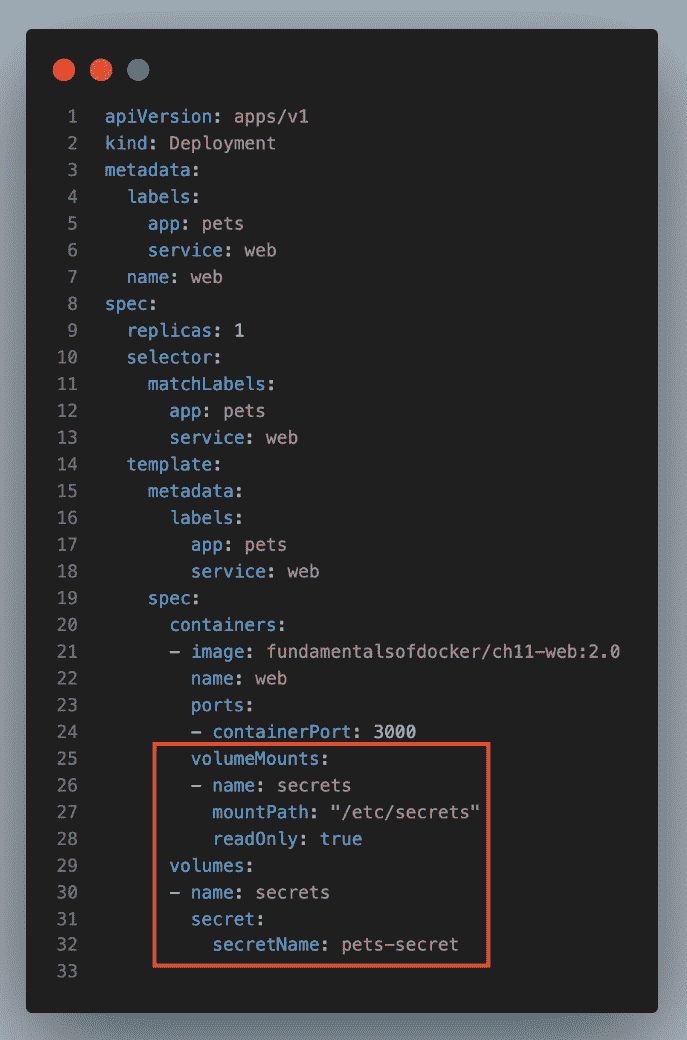 1 apiVersion: apps/v1
2 kind: Deployment
3 metadata:
4   labels:
5     app: pets
6     service: web
7   name: web
8 spec:
9   replicas: 1
10   selector:
11     matchLabels:
12       app: pets
13       service: web
14   template:
15     metadata:
16       labels:
17         app: pets
18         service: web
19     spec:
20       containers:
21       - image: fundamentalsofdocker/ch11-web:2.0
22         name: web
23         ports:
24         - containerPort: 3000
25         volumeMounts:
26         - name: secrets
27           mountPath: "/etc/secrets"
28           readOnly: true
29       volumes:
30       - name: secrets
31         secret:
32           secretName: pets-secret
33